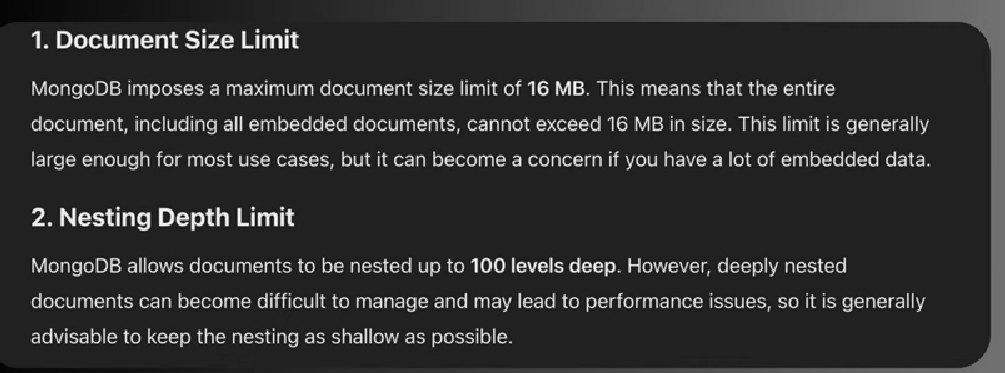 1. Document Size Limit
MongoDB imposes a maximum document size limit of 16 MB. This means that the entire
document, including all embedded documents, cannot exceed 16 MB in size. This limit is generally
large enough for most use cases, but it can become a concern if you have a lot of embedded data.
2. Nesting Depth Limit
MongoDB allows documents to be nested up to 100 levels deep. However, deeply nested
documents can become difficult to manage and may lead to performance issues, so it is generally
advisable to keep the nesting as shallow as possible.